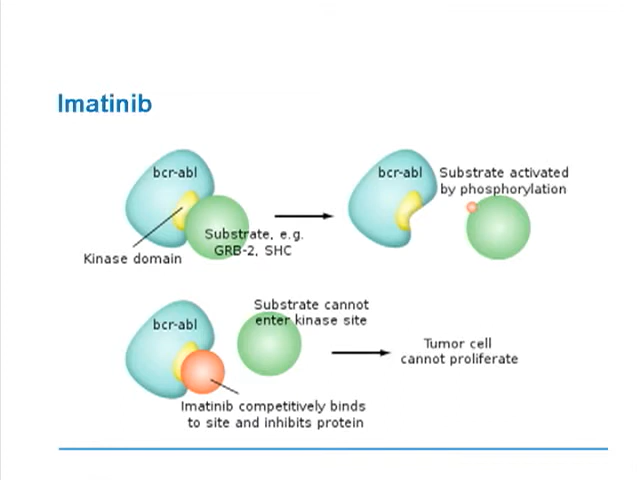 Imatinib
bcr-abl
Substrate, e.g.
GRB-2, SHC
Kinase domain
bcr-abl
Substrate activated
by phosphorylation
bcr-abl
Substrate cannot
enter kinase site
Tumor cell
cannot proliferate
Imatinib competitively binds
to site and inhibits protein